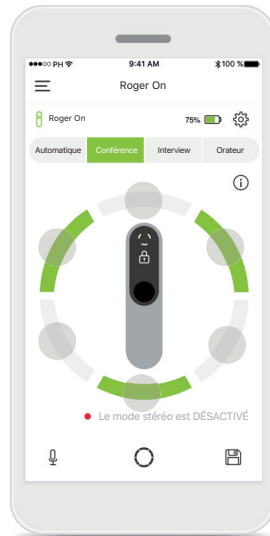 ●●●○○ PH 9:41 AM 100 %
Roger On
Roger On 75%
Automatique Conférence Interview Orateur
Le mode stéréo est DÉSACTIVÉ